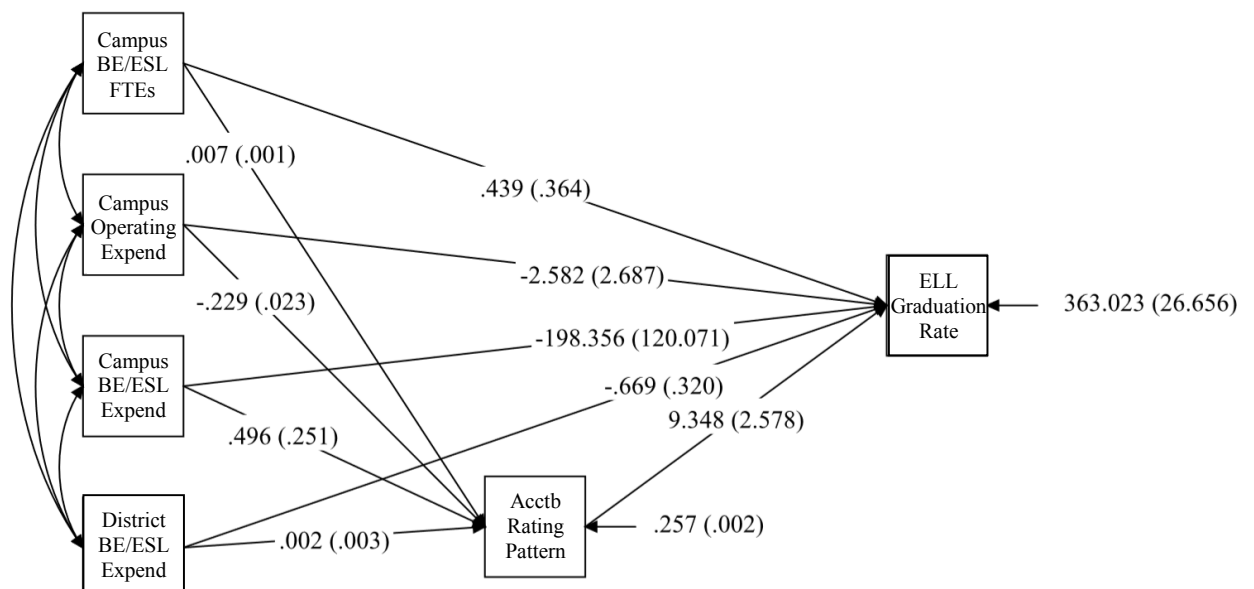 Campus
BE/ESL
FTEs
.007 (.001)
.439 (.364)
Campus
Operating
Expend
-2.582 (2.687)
-.229 (.023)
ELL
Graduation
Rate
363.023 (26.656)
-198.356 (120.071)
Campus
BE/ESL
Expend
-.669 (.320)
9.348 (2.578)
.496 (.251)
Acctb
Rating
Pattern
.257 (.002)
District
BE/ESL
Expend
.002 (.003)